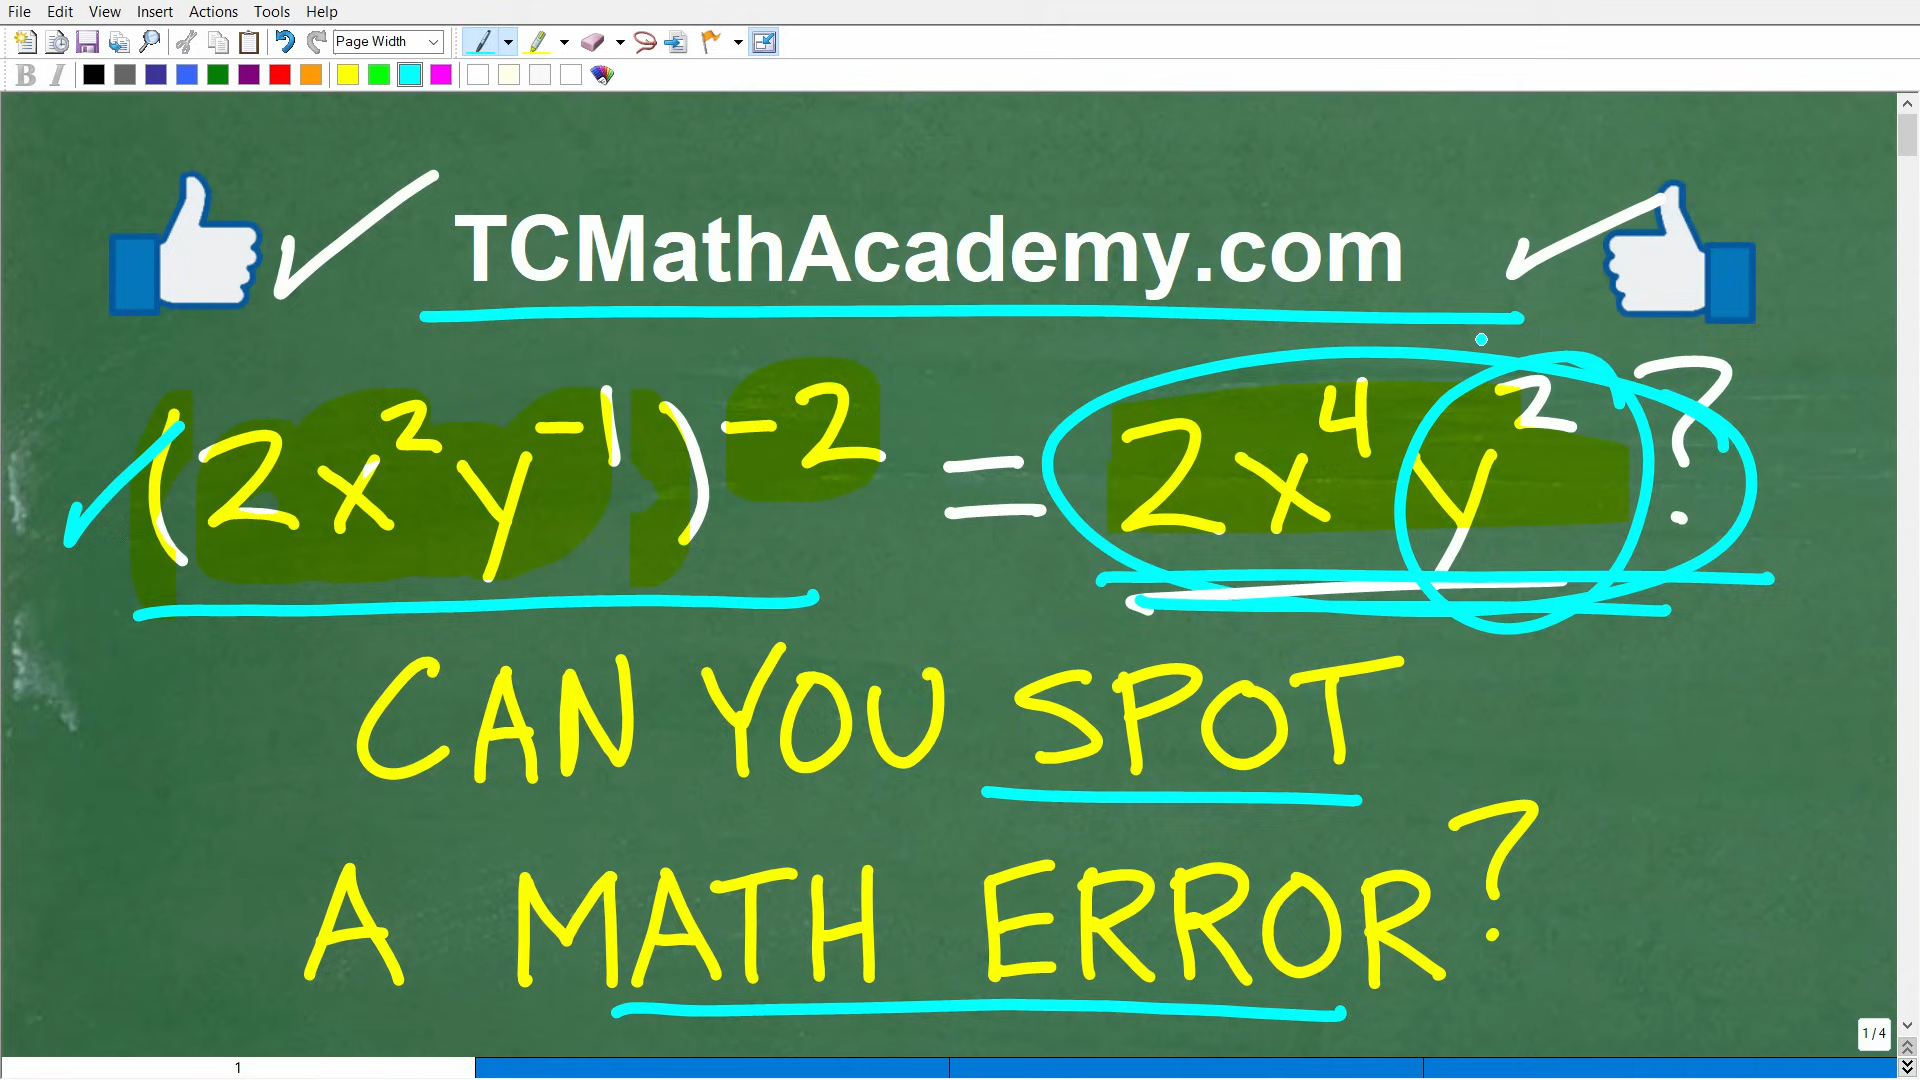 File Edit View Insert Actions Tools Help
Page Width
B I
TCMathAcademy.com
(2x²y⁻¹)⁻² = 2x⁴y² ?
CAN YOU SPOT
A MATH ERROR?
1 / 4
1